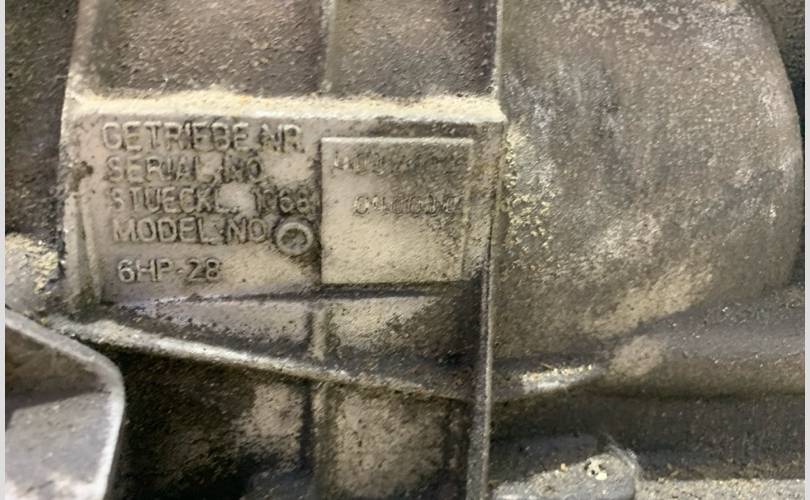 GETRIEBE.NR.
SERIAL.NO.
STUECKL. 1068
MODEL.NO.
6HP-28